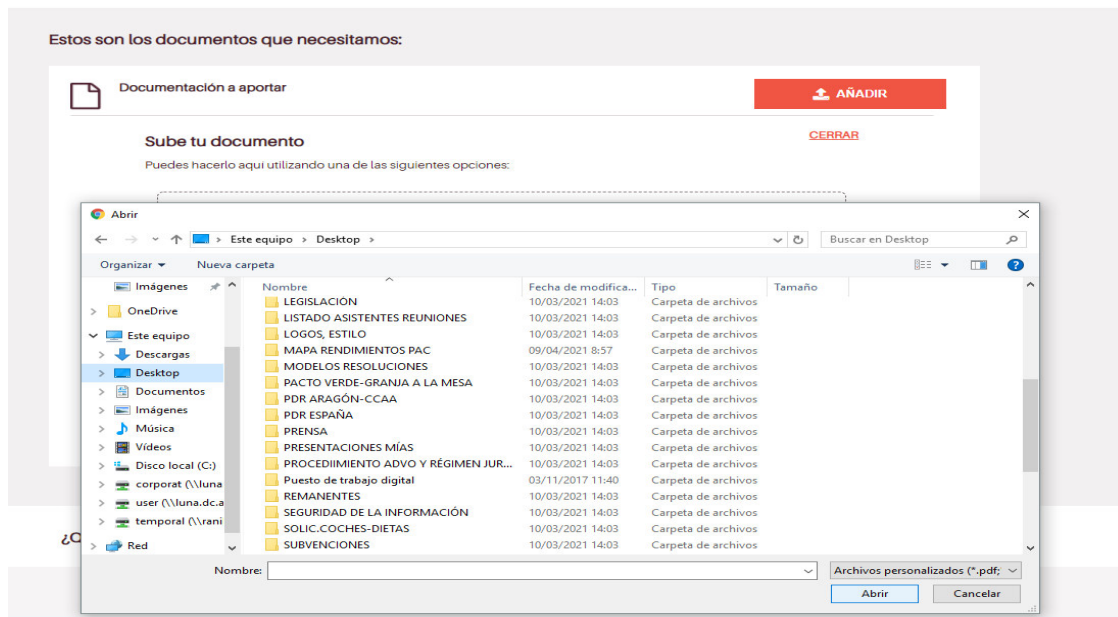 Estos son los documentos que necesitamos:
Documentación a aportar
AÑADIR
Sube tu documento
CERRAR
Puedes hacerlo aquí utilizando una de las siguientes opciones:
Abrir
Este equipo > Desktop >
Buscar en Desktop
Organizar
Nueva carpeta
Imágenes
OneDrive
Este equipo
Descargas
Desktop
Documentos
Imágenes
Música
Vídeos
Disco local (C:)
corporat (\\luna
user (\\luna.dc.a
temporal (\\rani
Red
Nombre Fecha de modifica... Tipo Tamaño
LEGISLACIÓN 10/03/2021 14:03 Carpeta de archivos
LISTADO ASISTENTES REUNIONES 10/03/2021 14:03 Carpeta de archivos
LOGOS, ESTILO 10/03/2021 14:03 Carpeta de archivos
MAPA RENDIMIENTOS PAC 09/04/2021 8:57 Carpeta de archivos
MODELOS RESOLUCIONES 10/03/2021 14:03 Carpeta de archivos
PACTO VERDE-GRANJA A LA MESA 10/03/2021 14:03 Carpeta de archivos
PDR ARAGÓN-CCAA 10/03/2021 14:03 Carpeta de archivos
PDR ESPAÑA 10/03/2021 14:03 Carpeta de archivos
PRENSA 10/03/2021 14:03 Carpeta de archivos
PRESENTACIONES MÍAS 10/03/2021 14:03 Carpeta de archivos
PROCEDIIMIENTO ADVO Y RÉGIMEN JUR... 10/03/2021 14:03 Carpeta de archivos
Puesto de trabajo digital 03/11/2017 11:40 Carpeta de archivos
REMANENTES 10/03/2021 14:03 Carpeta de archivos
SEGURIDAD DE LA INFORMACIÓN 10/03/2021 14:03 Carpeta de archivos
SOLIC.COCHES-DIETAS 10/03/2021 14:03 Carpeta de archivos
SUBVENCIONES 10/03/2021 14:03 Carpeta de archivos
Nombre:
Archivos personalizados (*.pdf;
Abrir
Cancelar